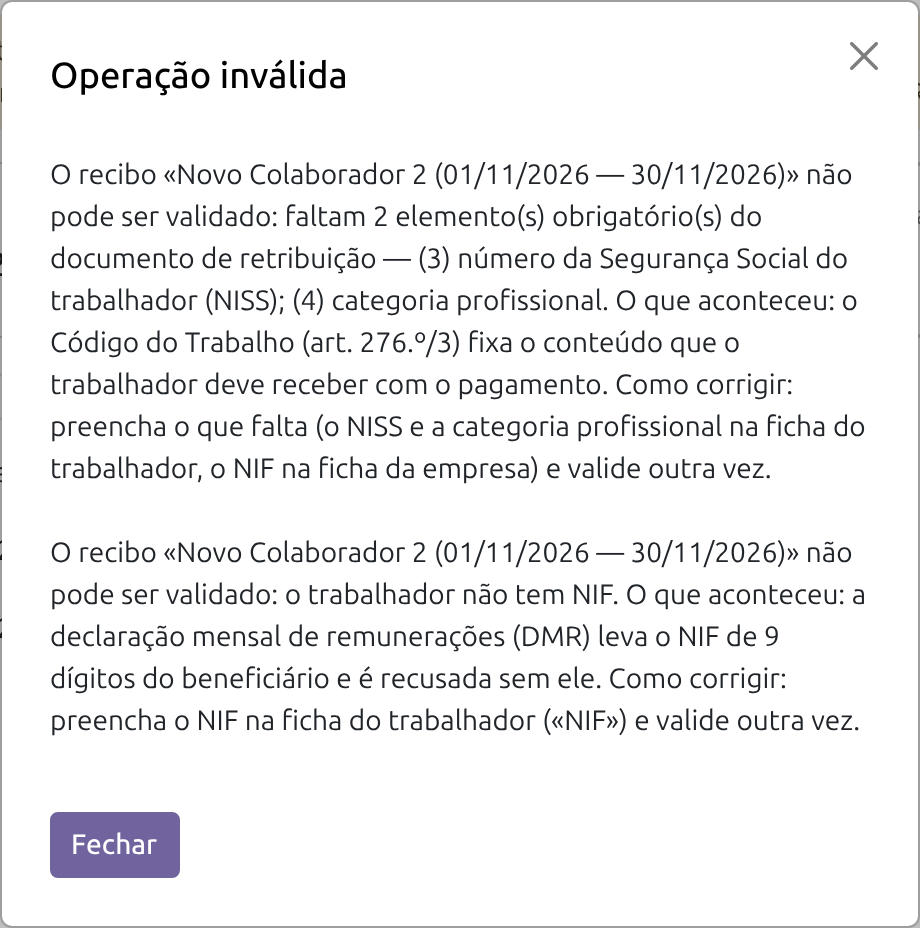 Operação inválida
O recibo «Novo Colaborador 2 (01/11/2026 — 30/11/2026)» não
pode ser validado: faltam 2 elemento(s) obrigatório(s) do
documento de retribuição — (3) número da Segurança Social do
trabalhador (NISS); (4) categoria profissional. O que aconteceu: o
Código do Trabalho (art. 276.º/3) fixa o conteúdo que o
trabalhador deve receber com o pagamento. Como corrigir:
preencha o que falta (o NISS e a categoria profissional na ficha do
trabalhador, o NIF na ficha da empresa) e valide outra vez.
O recibo «Novo Colaborador 2 (01/11/2026 — 30/11/2026)» não
pode ser validado: o trabalhador não tem NIF. O que aconteceu: a
declaração mensal de remunerações (DMR) leva o NIF de 9
dígitos do beneficiário e é recusada sem ele. Como corrigir:
preencha o NIF na ficha do trabalhador («NIF») e valide outra vez.
Fechar